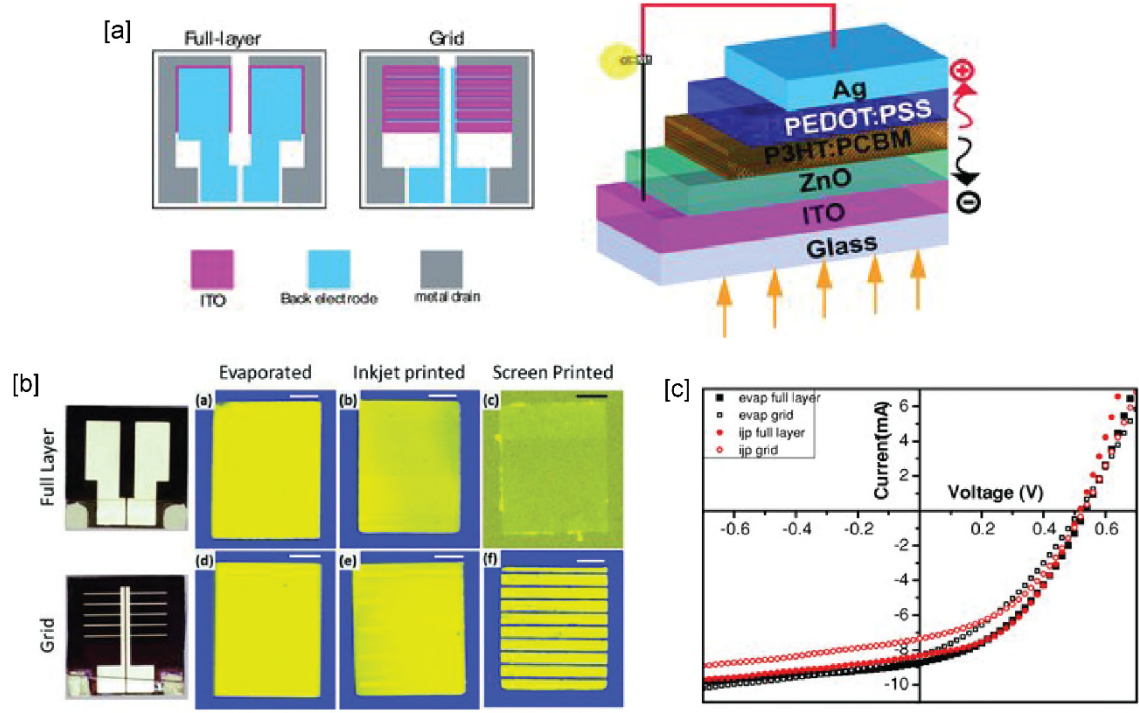 [a]
Full-layer
Grid
ITO
Back electrode
metal drain
Ag
PEDOT:PSS
P3HT:PCBM
ZnO
ITO
Glass
+
-
[b]
Evaporated
Inkjet printed
Screen Printed
Full Layer
(a)
(b)
(c)
Grid
(d)
(e)
(f)
[c]
evap full layer
evap grid
ijp full layer
ijp grid
Current(mA)
Voltage (V)
6
4
2
-2
-4
-6
-8
-10
-0.6
-0.4
-0.2
0.2
0.4
0.6